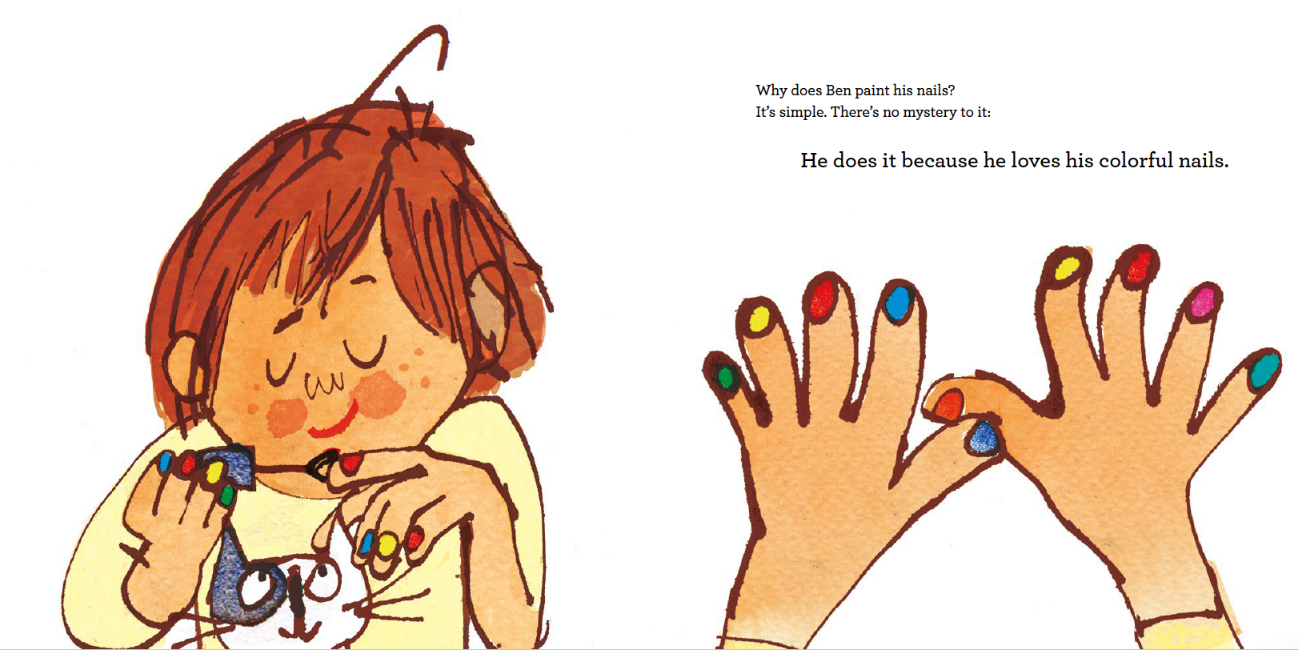 Why does Ben paint his nails?
It's simple. There's no mystery to it:
He does it because he loves his colorful nails.